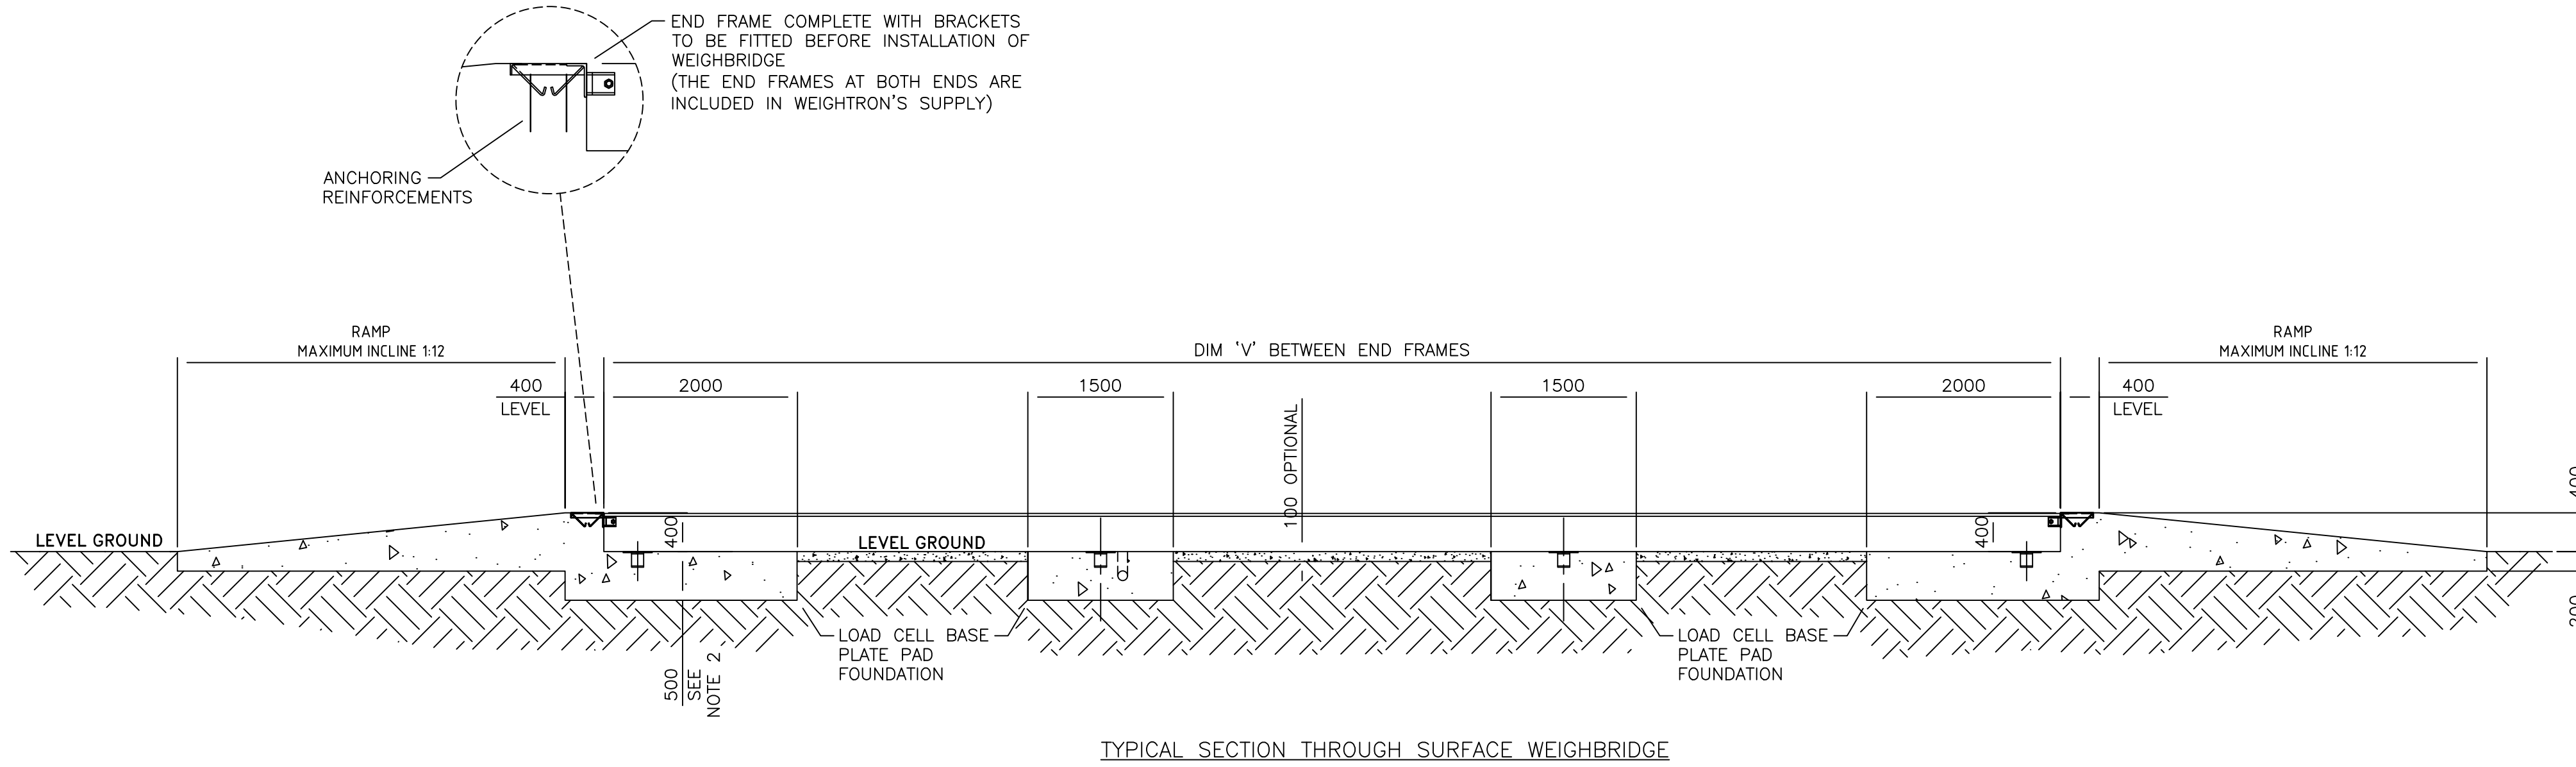 END FRAME COMPLETE WITH BRACKETS
TO BE FITTED BEFORE INSTALLATION OF
WEIGHBRIDGE
(THE END FRAMES AT BOTH ENDS ARE
INCLUDED IN WEIGHTRON'S SUPPLY)
ANCHORING
REINFORCEMENTS
RAMP
MAXIMUM INCLINE 1:12
DIM 'V' BETWEEN END FRAMES
RAMP
MAXIMUM INCLINE 1:12
400
LEVEL
2000
1500
1500
2000
400
LEVEL
100 OPTIONAL
400
400
400
LEVEL GROUND
LEVEL GROUND
LOAD CELL BASE
PLATE PAD
FOUNDATION
LOAD CELL BASE
PLATE PAD
FOUNDATION
500
SEE
NOTE 2
TYPICAL SECTION THROUGH SURFACE WEIGHBRIDGE